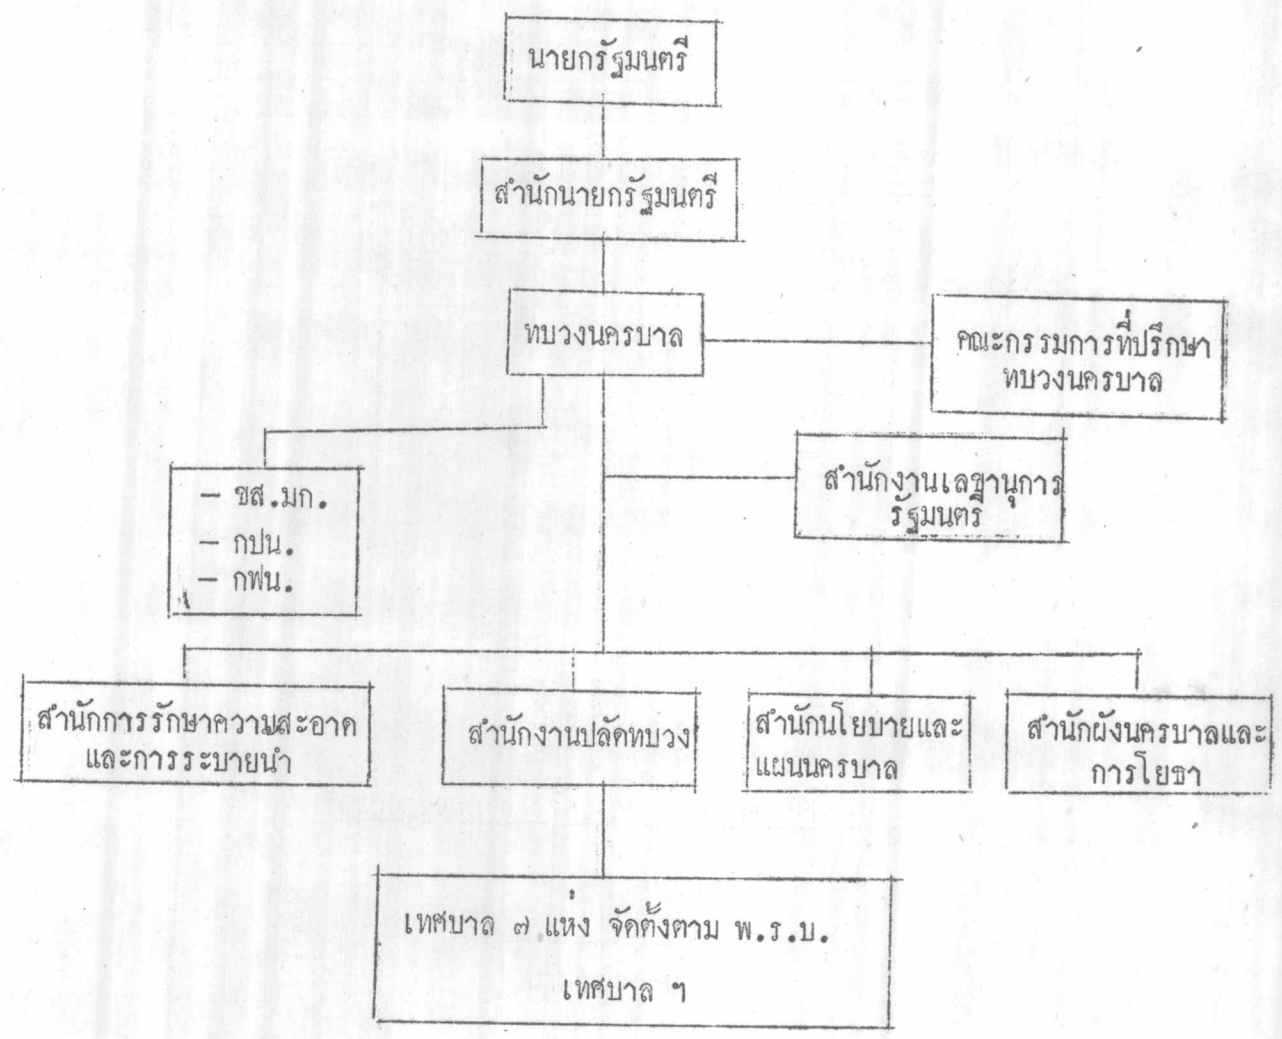 นายกรัฐมนตรี
สำนักนายกรัฐมนตรี
ทบวงนครบาล
คณะกรรมการที่ปรึกษา
ทบวงนครบาล
สำนักงานเลขานุการ
รัฐมนตรี
- ขส.มก.
- กปน.
- กฟน.
สำนักการรักษาความสะอาด
และการระบายน้ำ
สำนักงานปลัดทบวง
สำนักนโยบายและ
แผนนครบาล
สำนักผังนครบาลและ
การโยธา
เทศบาล ๗ แห่ง จัดตั้งตาม พ.ร.บ.
เทศบาล ฯ